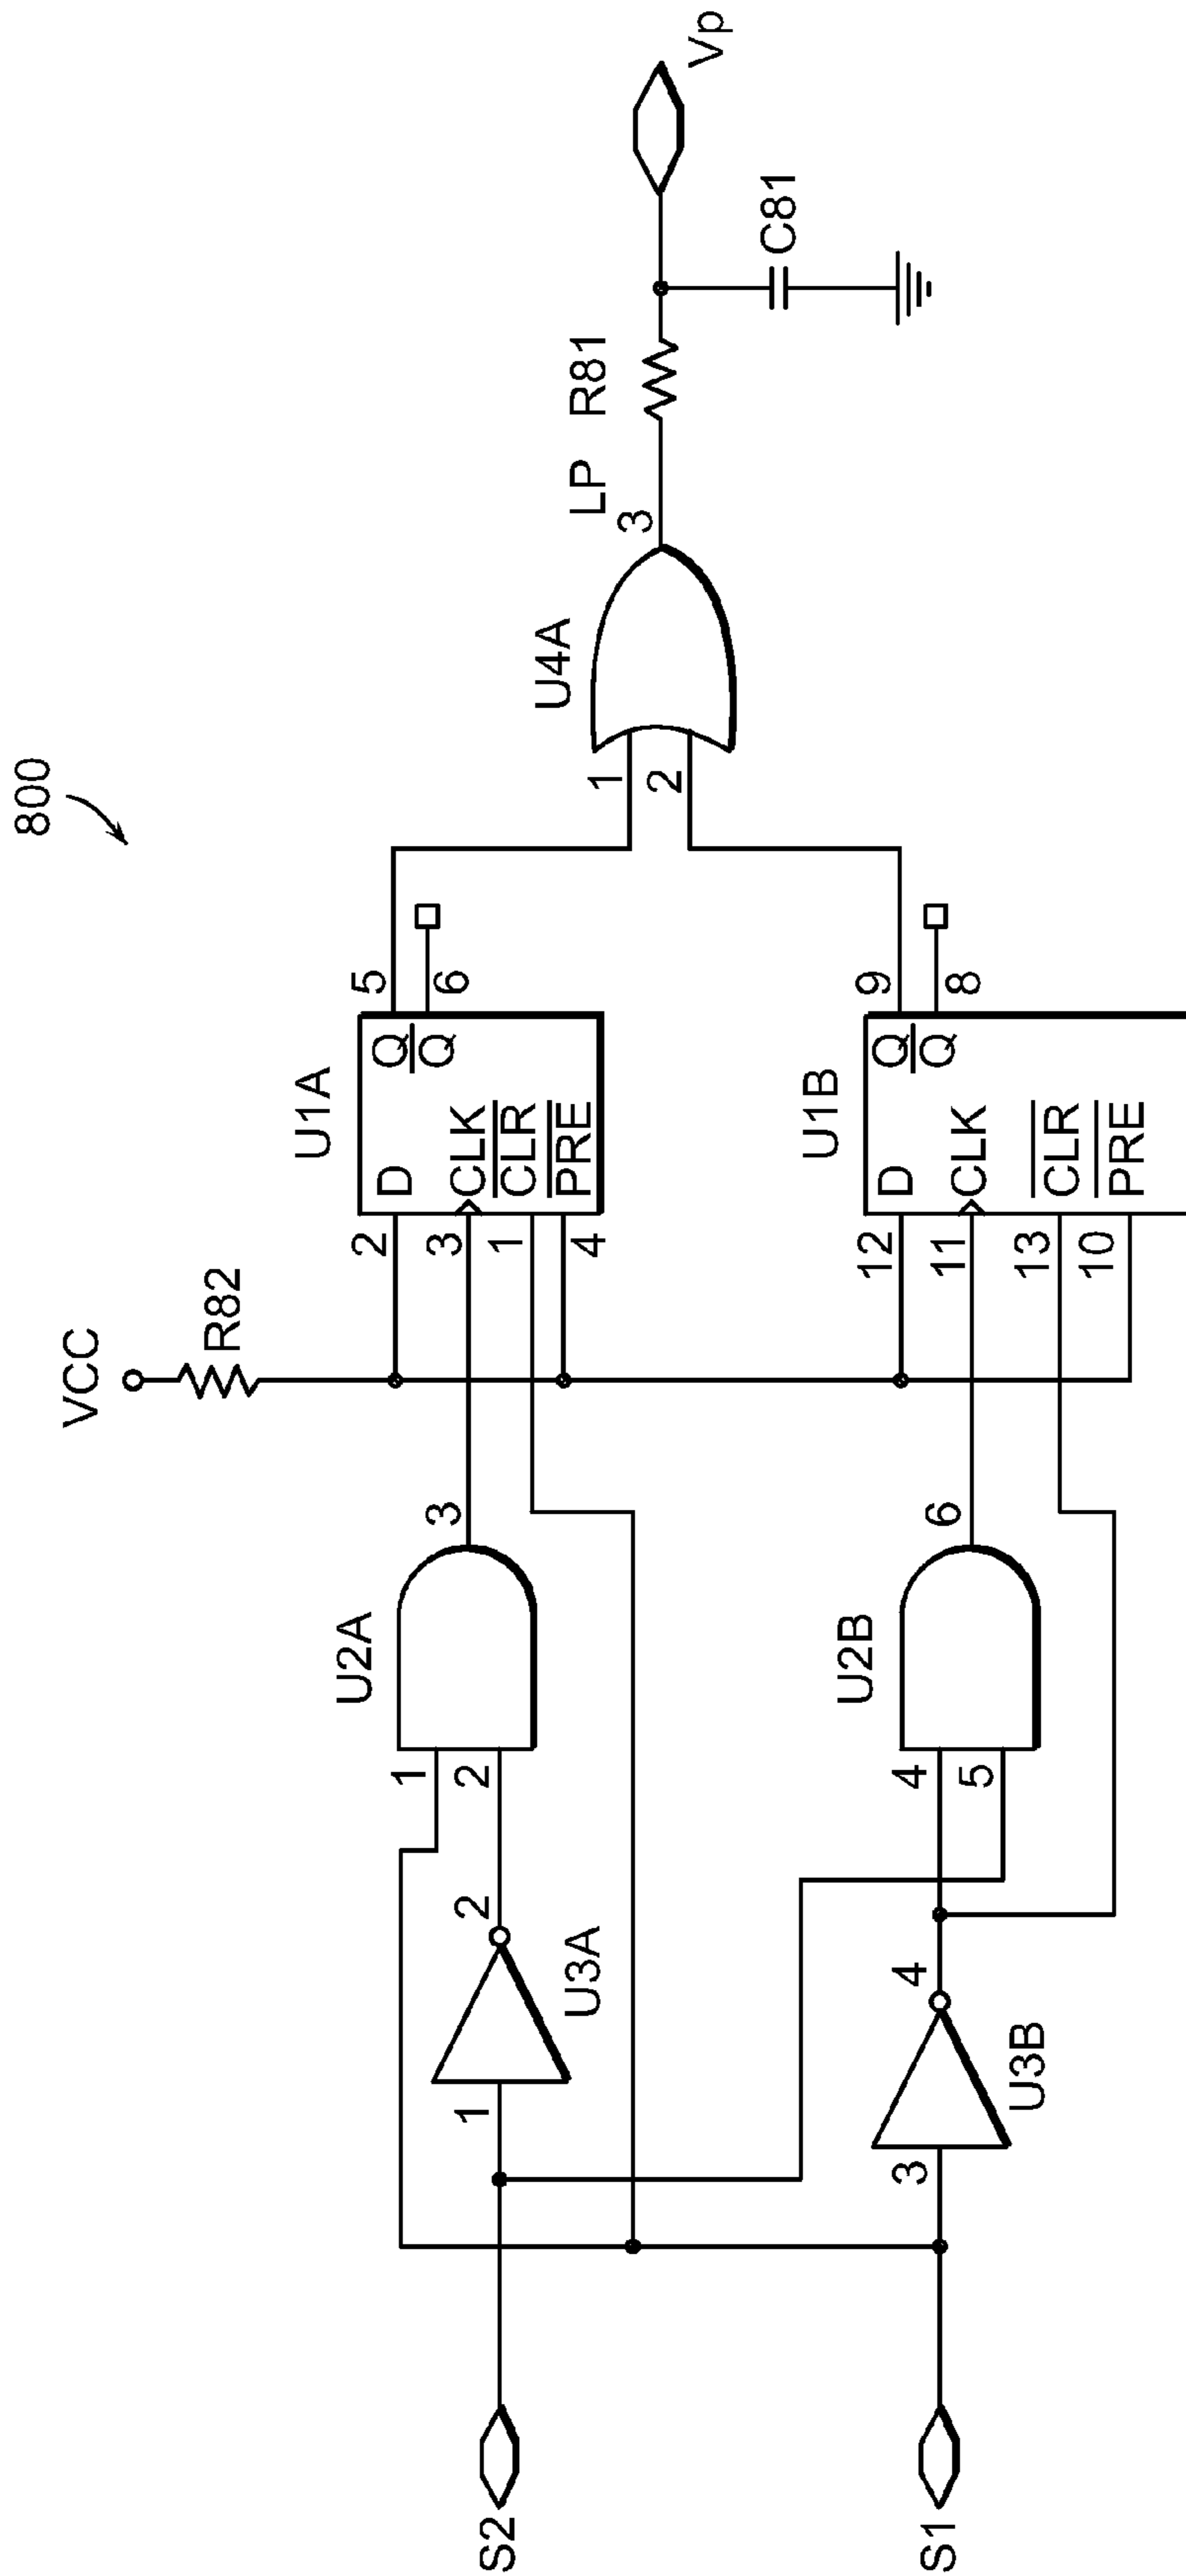 800
VCC
R82
U1A
2
D
Q
5
3
CLK
Q
6
1
CLR
4
PRE
U1B
12
D
Q
9
11
CLK
Q
8
13
CLR
10
PRE
U2A
1
2
3
U2B
4
5
6
1
2
U3A
3
4
U3B
S2
S1
U4A
1
2
3
LP
R81
C81
Vp